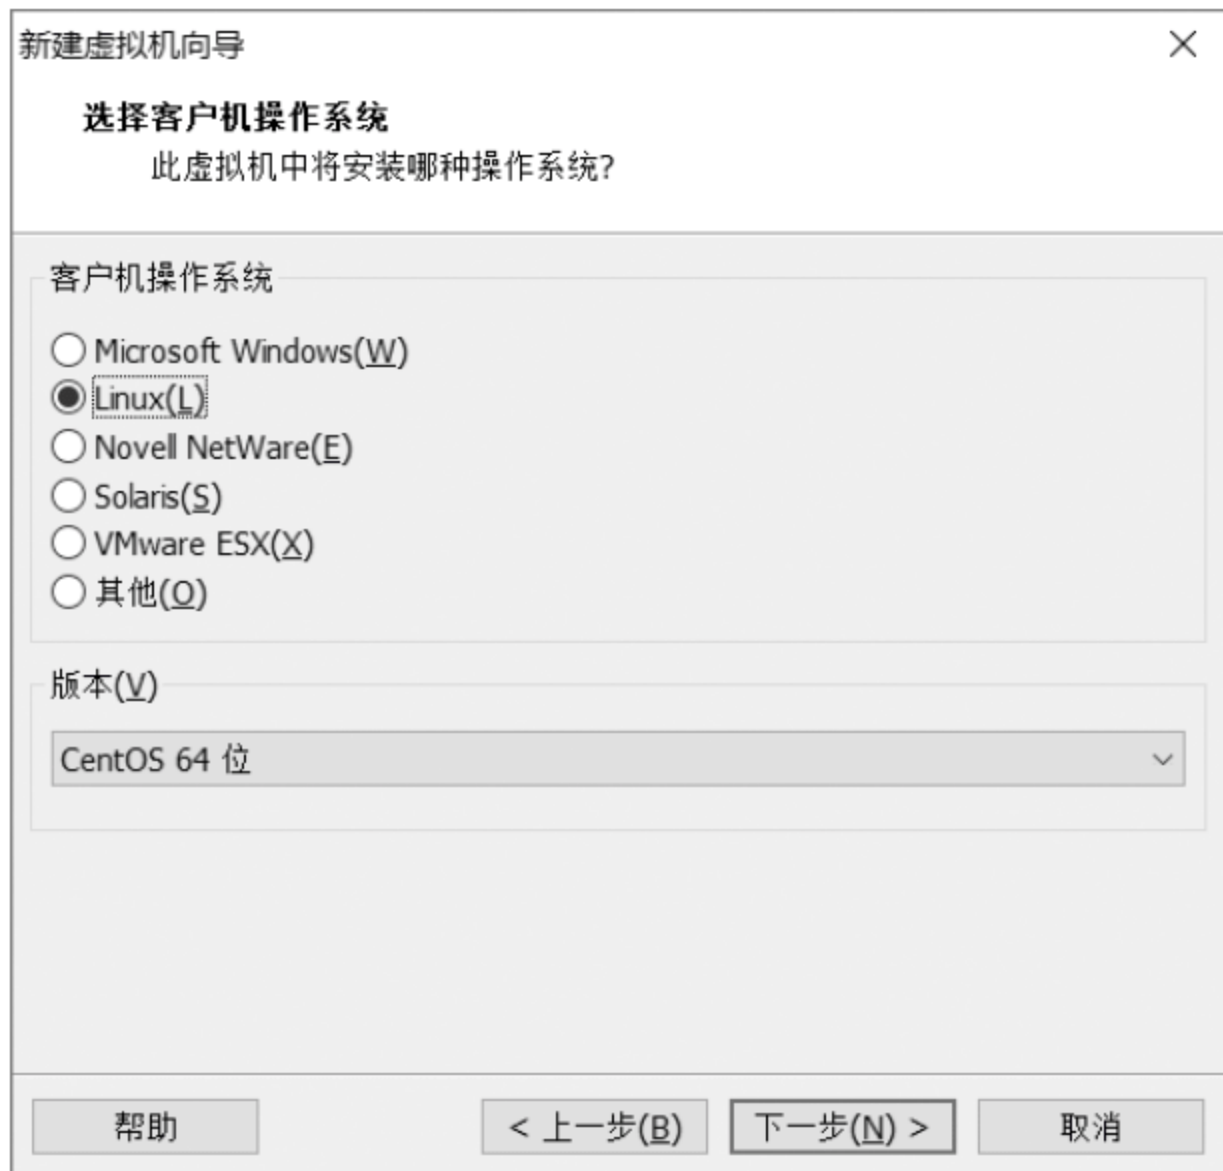 新建虚拟机向导
选择客户机操作系统
此虚拟机中将安装哪种操作系统?
客户机操作系统
Microsoft Windows(W)
Linux(L)
Novell NetWare(E)
Solaris(S)
VMware ESX(X)
其他(O)
版本(V)
CentOS 64 位
帮助
< 上一步(B)
下一步(N) >
取消